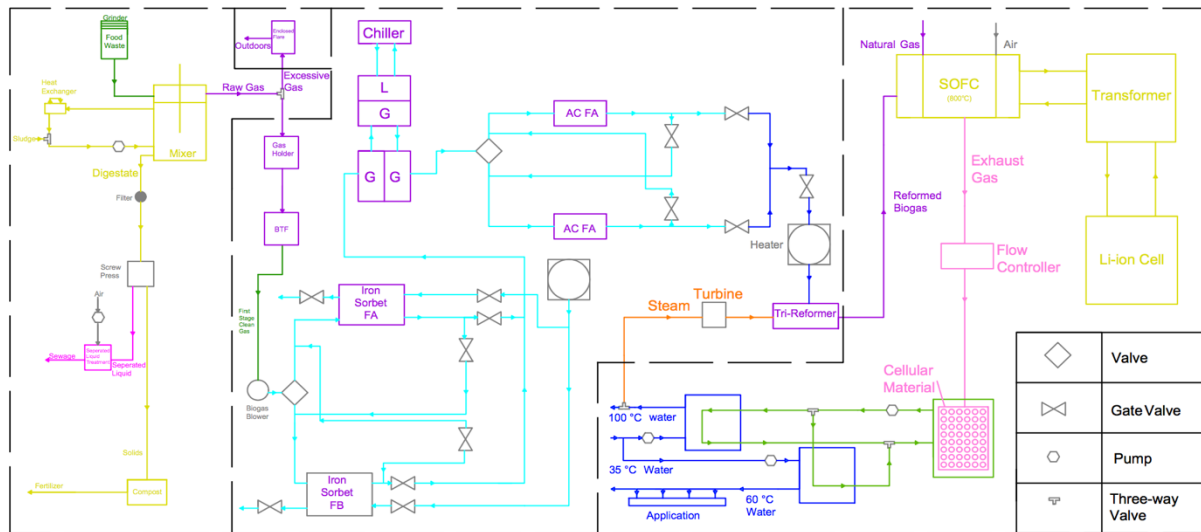 Grinder
Food
Waste
Heat
Exchanger
Sludge
Mixer
Raw Gas
Outdoors
Enclosed Flare
Excessive
Gas
Digestate
Filter
Screw
Press
Air
Seperated
Liquid
Treatment
Sewage
Seperated
Liquid
Solids
Fertilizer
Compost
Gas
Holder
BTF
First
Stage
Clean
Gas
Biogas
Blower
Iron
Sorbet
FA
Iron
Sorbet
FB
Chiller
L
G
G
G
AC FA
AC FA
Heater
Steam
Turbine
Tri-Reformer
Natural Gas
Air
SOFC
(800°C)
Transformer
Li-ion Cell
Reformed
Biogas
Exhaust
Gas
Flow
Controller
Cellular
Material
100 °C water
35 °C Water
60 °C
Water
Application
Valve
Gate Valve
Pump
Three-way
Valve